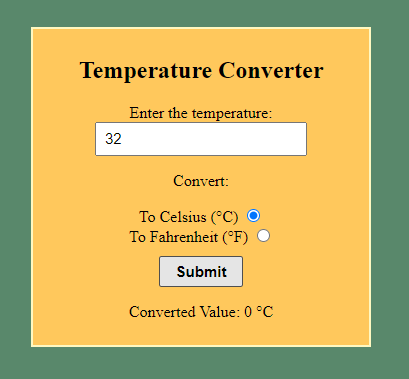 Temperature Converter
Enter the temperature:
32
Convert:
To Celsius (°C)
To Fahrenheit (°F)
Submit
Converted Value: 0 °C